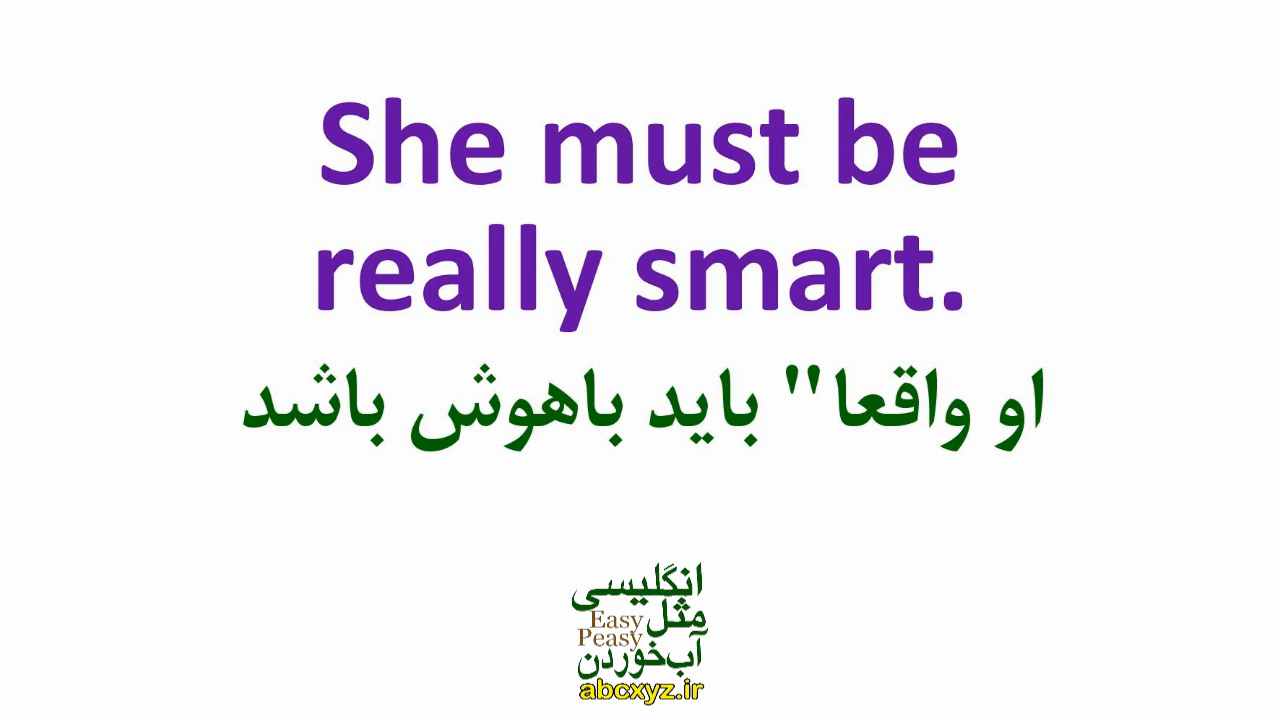 She must be
really smart.
او واقعا" باید باهوش باشد
انگلیسی
مثل
Easy
Peasy
آب‌خوردن
abcxyz.ir